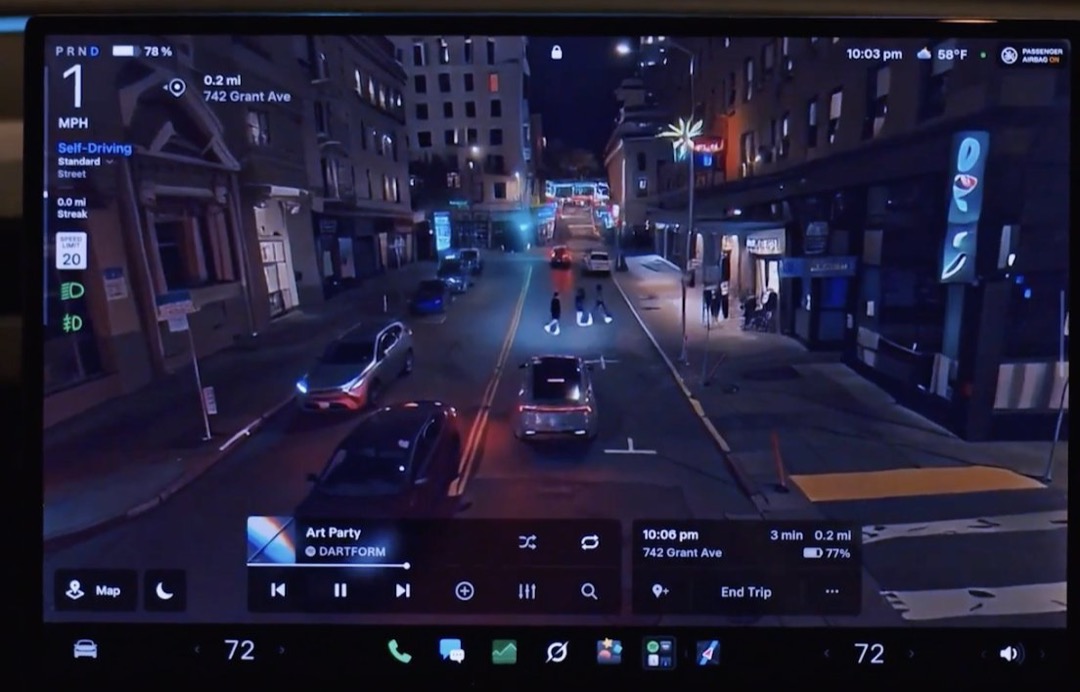 P R N D 78 %
1
MPH
0.2 mi
742 Grant Ave
Self-Driving
Standard
Street
0.0 mi
Streak
SPEED
LIMIT
20
10:03 pm 58°F
PASSENGER
AIRBAG ON
Art Party
DARTFORM
10:06 pm 3 min 0.2 mi
742 Grant Ave 77%
Map
End Trip
72
72